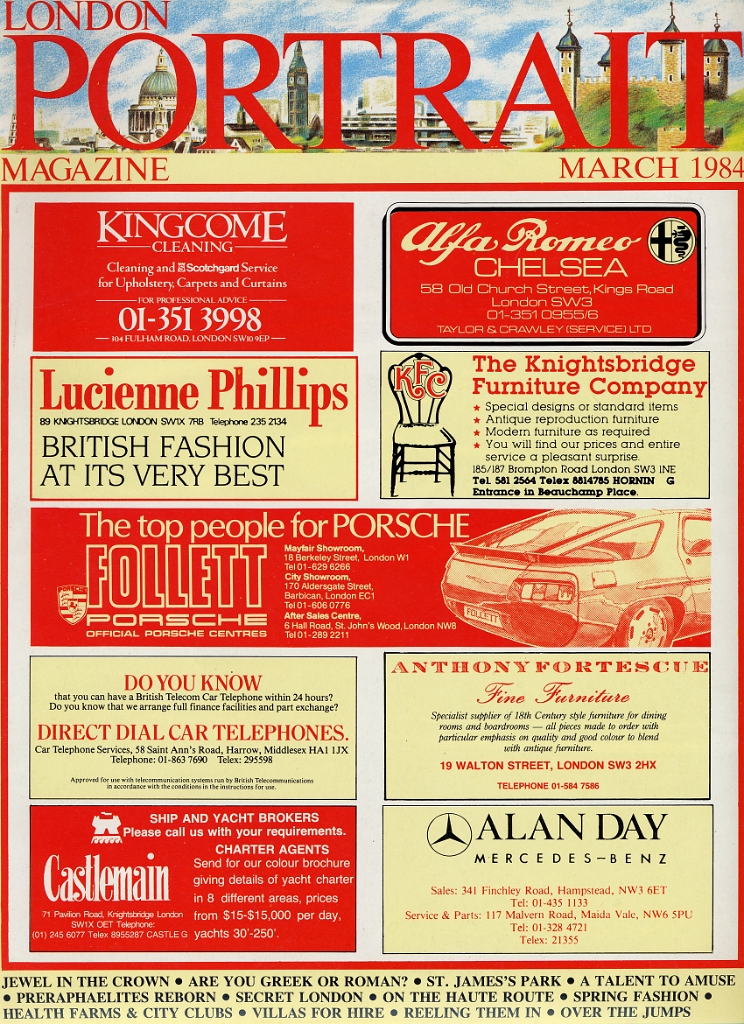 LONDON
PORTRAIT
MAGAZINE
MARCH 1984
KINGCOME
CLEANING
Cleaning and Scotchgard Service
for Upholstery, Carpets and Curtains
FOR PROFESSIONAL ADVICE
01-351 3998
304 FULHAM ROAD, LONDON SW10 9EP
Alfa Romeo
CHELSEA
58 Old Church Street, Kings Road
London SW3
01-351 0955/6
TAYLOR & CRAWLEY (SERVICE) LTD
Lucienne Phillips
89 KNIGHTSBRIDGE LONDON SW1X 7RB Telephone 235 2134
BRITISH FASHION
AT ITS VERY BEST
KFC
The Knightsbridge
Furniture Company
★ Special designs or standard items
★ Antique reproduction furniture
★ Modern furniture as required
★ You will find our prices and entire
service a pleasant surprise.
185/187 Brompton Road London SW3 1NE
Tel. 581 2564 Telex 8814785 HORNIN G
Entrance in Beauchamp Place.
The top people for PORSCHE
FOLLETT
PORSCHE
PORSCHE
OFFICIAL PORSCHE CENTRES
Mayfair Showroom,
18 Berkeley Street, London W1
Tel 01-629 6266
City Showroom,
170 Aldersgate Street,
Barbican, London EC1
Tel 01-606 0776
After Sales Centre,
6 Hall Road, St. John's Wood, London NW8
Tel 01-289 2211
FOLLETT
DO YOU KNOW
that you can have a British Telecom Car Telephone within 24 hours?
Do you know that we arrange full finance facilities and part exchange?
DIRECT DIAL CAR TELEPHONES.
Car Telephone Services, 58 Saint Ann's Road, Harrow, Middlesex HA1 1JX
Telephone: 01-863 7690 Telex: 295598
Approved for use with telecommunication systems run by British Telecommunications
in accordance with the conditions in the instructions for use.
ANTHONY FORTESCUE
Fine Furniture
Specialist supplier of 18th Century style furniture for dining
rooms and boardrooms — all pieces made to order with
particular emphasis on quality and good colour to blend
with antique furniture.
19 WALTON STREET, LONDON SW3 2HX
TELEPHONE 01-584 7586
SHIP AND YACHT BROKERS
Please call us with your requirements.
CHARTER AGENTS
Send for our colour brochure
giving details of yacht charter
in 8 different areas, prices
from $15-$15,000 per day,
yachts 30'-250'.
Castlemain
71 Pavilion Road, Knightsbridge London
SW1X OET Telephone:
(01) 245 6077 Telex 8955287 CASTLE G
ALAN DAY
MERCEDES-BENZ
Sales: 341 Finchley Road, Hampstead, NW3 6ET
Tel: 01-435 1133
Service & Parts: 117 Malvern Road, Maida Vale, NW6 5PU
Tel: 01-328 4721
Telex: 21355
JEWEL IN THE CROWN • ARE YOU GREEK OR ROMAN? • ST. JAMES'S PARK • A TALENT TO AMUSE
• PRERAPHAELITES REBORN • SECRET LONDON • ON THE HAUTE ROUTE • SPRING FASHION •
HEALTH FARMS & CITY CLUBS • VILLAS FOR HIRE • REELING THEM IN • OVER THE JUMPS